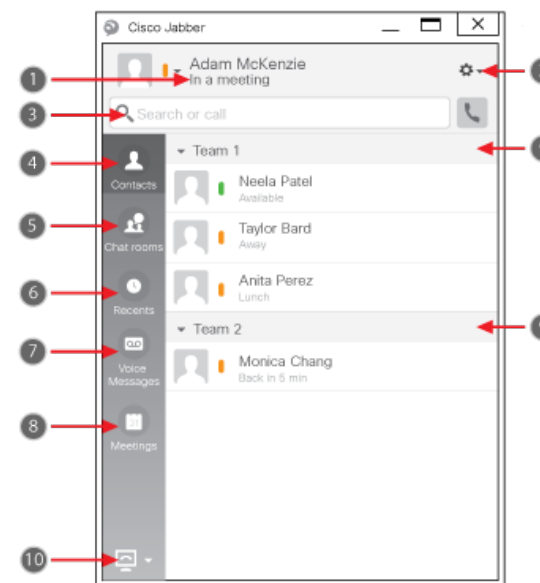 Cisco Jabber
Adam McKenzie
1 In a meeting
3 Search or call
Team 1
4 Contacts
Neela Patel
Available
5 Chat rooms
Taylor Bard
Away
6 Recents
Anita Perez
Lunch
Team 2
7 Voice
Messages
Monica Chang
Back in 5 min
8 Meetings
10